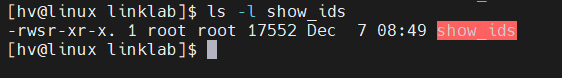 [hv@linux linklab]$ ls -l show_ids
-rwsr-xr-x. 1 root root 17552 Dec  7 08:49 show_ids
[hv@linux linklab]$